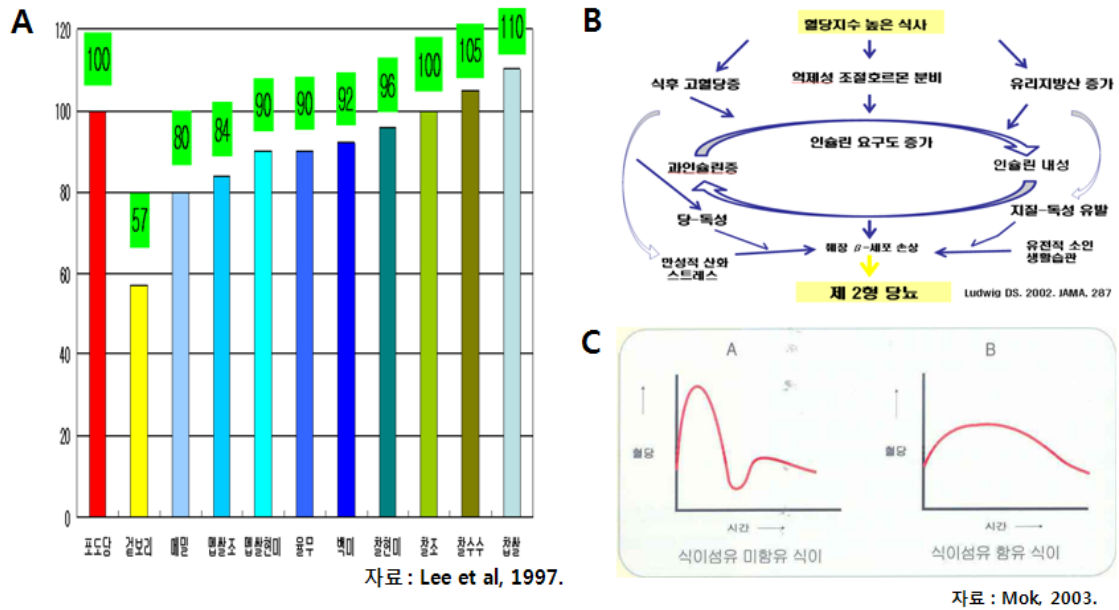 A
120
100
80
60
40
20
0
100
57
80
84
90
90
92
96
100
105
110
포도당 겉보리 메밀 멥쌀조 멥쌀현미 율무 백미 찰현미 찰조 찰수수 찹쌀
자료 : Lee et al, 1997.
B
혈당지수 높은 식사
식후 고혈당증
억제성 조절호르몬 분비
유리지방산 증가
인슐린 요구도 증가
과인슐린증
인슐린 내성
당-독성
지질-독성 유발
만성적 산화
스트레스
췌장 β-세포 손상
유전적 소인
생활습관
제 2형 당뇨
Ludwig DS. 2002. JAMA, 287
C
A
B
혈당
시간
식이섬유 미함유 식이
혈당
시간
식이섬유 함유 식이
자료 : Mok, 2003.